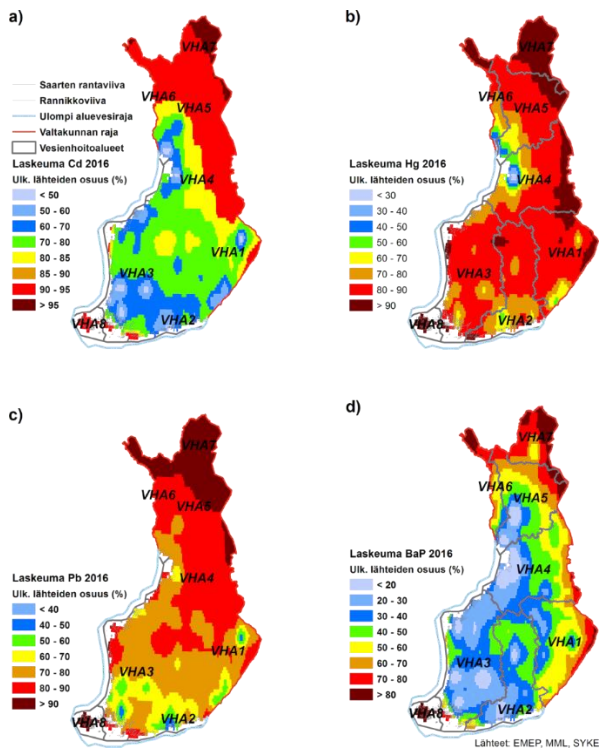 a)
VHA7
VHA6
VHA5
VHA4
VHA1
VHA3
VHA2
VHA8
Saarten rantaviiva
Rannikkoviiva
Ulompi aluevesiraja
Valtakunnan raja
Vesienhoitoalueet
Laskeuma Cd 2016
Ulk. lähteiden osuus (%)
< 50
50 - 60
60 - 70
70 - 80
80 - 85
85 - 90
90 - 95
> 95
b)
VHA7
VHA6
VHA5
VHA4
VHA1
VHA3
VHA2
VHA8
Laskeuma Hg 2016
Ulk. lähteiden osuus (%)
< 30
30 - 40
40 - 50
50 - 60
60 - 70
70 - 80
80 - 90
> 90
c)
VHA7
VHA6
VHA5
VHA4
VHA1
VHA3
VHA2
VHA8
Laskeuma Pb 2016
Ulk. lähteiden osuus (%)
< 40
40 - 50
50 - 60
60 - 70
70 - 80
80 - 90
> 90
d)
VHA7
VHA6
VHA5
VHA4
VHA1
VHA3
VHA2
VHA8
Laskeuma BaP 2016
Ulk. lähteiden osuus (%)
< 20
20 - 30
30 - 40
40 - 50
50 - 60
60 - 70
70 - 80
> 80
Lähteet: EMEP, MML, SYKE